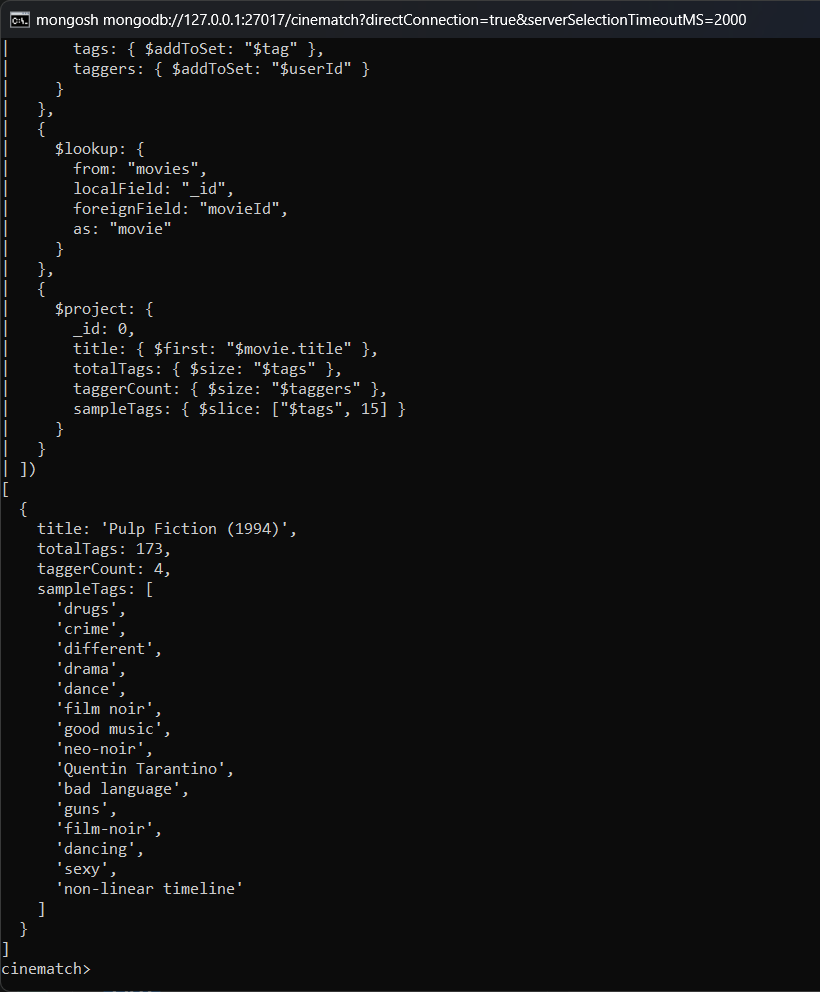 mongosh mongodb://127.0.0.1:27017/cinematch?directConnection=true&serverSelectionTimeoutMS=2000
|       tags: { $addToSet: "$tag" },
|       taggers: { $addToSet: "$userId" }
|     }
|   },
|   {
|     $lookup: {
|       from: "movies",
|       localField: "_id",
|       foreignField: "movieId",
|       as: "movie"
|     }
|   },
|   {
|     $project: {
|       _id: 0,
|       title: { $first: "$movie.title" },
|       totalTags: { $size: "$tags" },
|       taggerCount: { $size: "$taggers" },
|       sampleTags: { $slice: ["$tags", 15] }
|     }
|   }
| ])
[
  {
    title: 'Pulp Fiction (1994)',
    totalTags: 173,
    taggerCount: 4,
    sampleTags: [
      'drugs',
      'crime',
      'different',
      'drama',
      'dance',
      'film noir',
      'good music',
      'neo-noir',
      'Quentin Tarantino',
      'bad language',
      'guns',
      'film-noir',
      'dancing',
      'sexy',
      'non-linear timeline'
    ]
  }
]
cinematch>